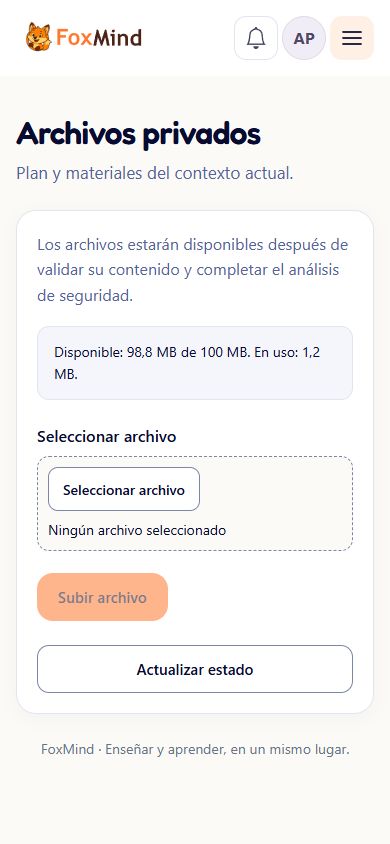 FoxMind
AP
Archivos privados
Plan y materiales del contexto actual.
Los archivos estarán disponibles después de
validar su contenido y completar el análisis
de seguridad.
Disponible: 98,8 MB de 100 MB. En uso: 1,2
MB.
Seleccionar archivo
Seleccionar archivo
Ningún archivo seleccionado
Subir archivo
Actualizar estado
FoxMind · Enseñar y aprender, en un mismo lugar.